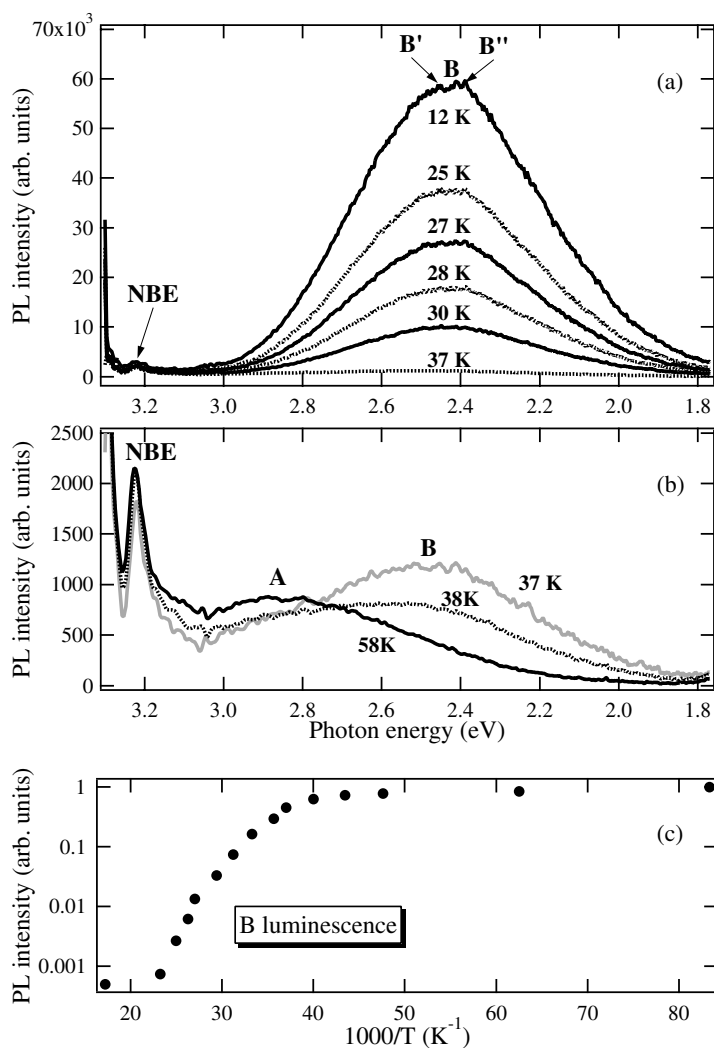 70x10³
60
50
40
30
20
10
0
PL intensity (arb. units)
B'
B
B''
(a)
12 K
25 K
27 K
28 K
30 K
37 K
NBE
3.2 3.0 2.8 2.6 2.4 2.2 2.0 1.8
2500
2000
1500
1000
500
0
PL intensity (arb. units)
NBE
(b)
A
B
37 K
38K
58K
3.2 3.0 2.8 2.6 2.4 2.2 2.0 1.8
Photon energy (eV)
1
0.1
0.01
0.001
PL intensity (arb. units)
(c)
B luminescence
20 30 40 50 60 70 80
1000/T (K⁻¹)